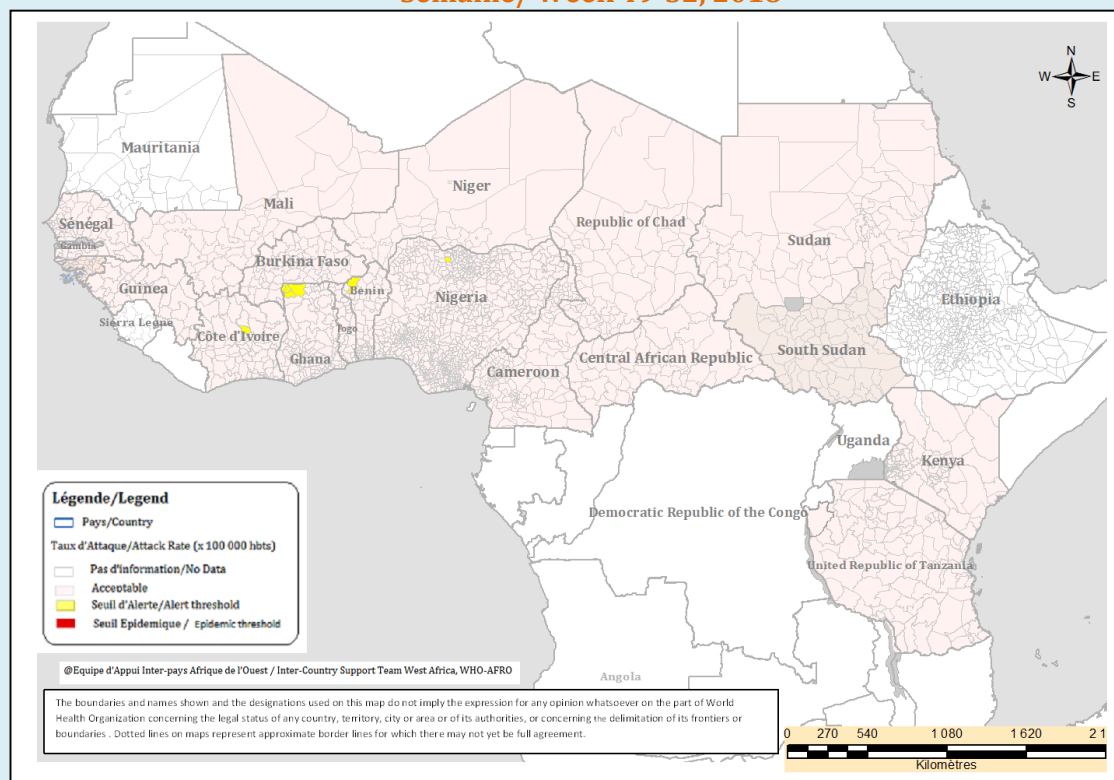 N
W E
S
Mauritania
Mali
Niger
Republic of Chad
Sudan
Sénégal
Gambia
Burkina Faso
Benin
Nigeria
Guinea
Ethiopia
Sierra Leone
Côte d'Ivoire
Togo
Ghana
Cameroon
Central African Republic
South Sudan
Uganda
Kenya
Democratic Republic of the Congo
United Republic of Tanzania
Angola
Légende/Legend
Pays/Country
Taux d'Attaque/Attack Rate (x 100 000 hbts)
Pas d'information/No Data
Acceptable
Seuil d'Alerte/Alert threshold
Seuil Epidemique / Epidemic threshold
@Equipe d'Appui Inter-pays Afrique de l'Ouest / Inter-Country Support Team West Africa, WHO-AFRO
The boundaries and names shown and the designations used on this map do not imply the expression for any opinion whatsoever on the part of World
Health Organization concerning the legal status of any country, territory, city or area or of its authorities, or concerning the delimitation of its frontiers or
boundaries . Dotted lines on maps represent approximate border lines for which there may not yet be full agreement.
0 270 540 1 080 1 620 2 1
Kilomètres